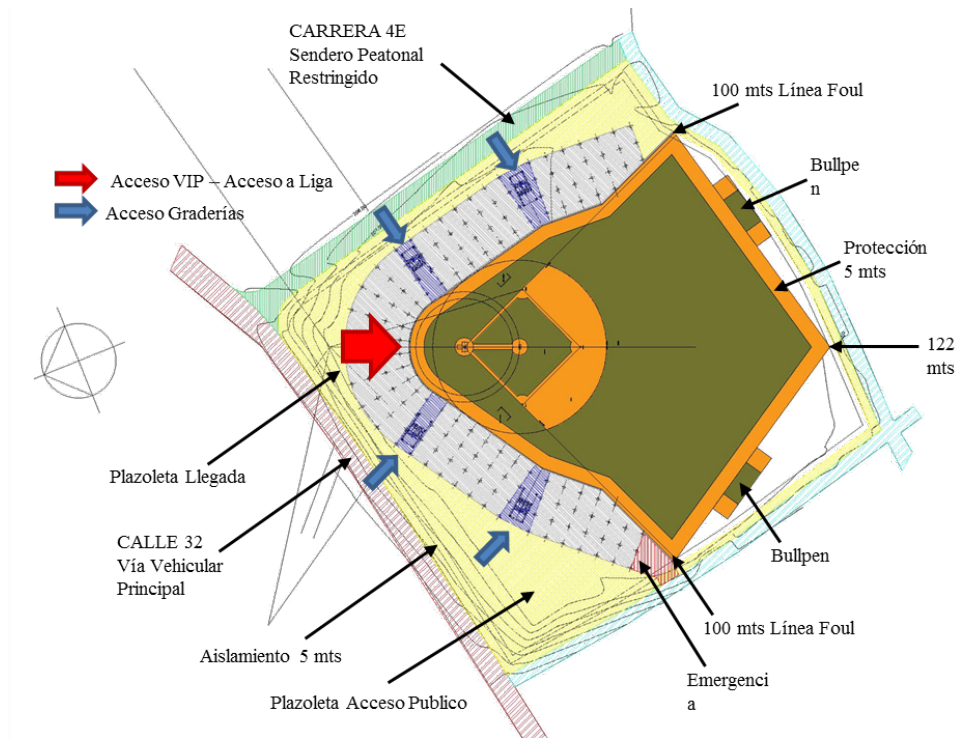 CARRERA 4E
Sendero Peatonal
Restringido
100 mts Línea Foul
Bullpe
n
Acceso VIP – Acceso a Liga
Acceso Graderías
Protección
5 mts
122
mts
Plazoleta Llegada
CALLE 32
Vía Vehicular
Principal
Bullpen
100 mts Línea Foul
Aislamiento 5 mts
Emergenci
a
Plazoleta Acceso Publico